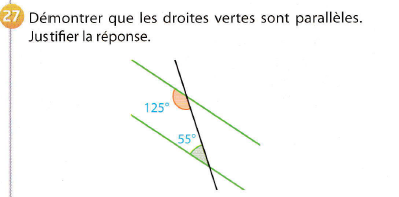 27 Démontrer que les droites vertes sont parallèles.
Justifier la réponse.
125°
55°